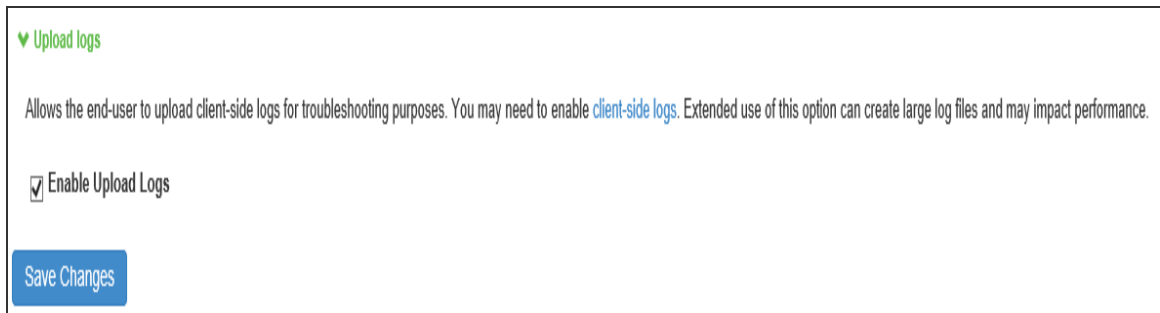 Upload logs
Allows the end-user to upload client-side logs for troubleshooting purposes. You may need to enable client-side logs. Extended use of this option can create large log files and may impact performance.
Enable Upload Logs
Save Changes